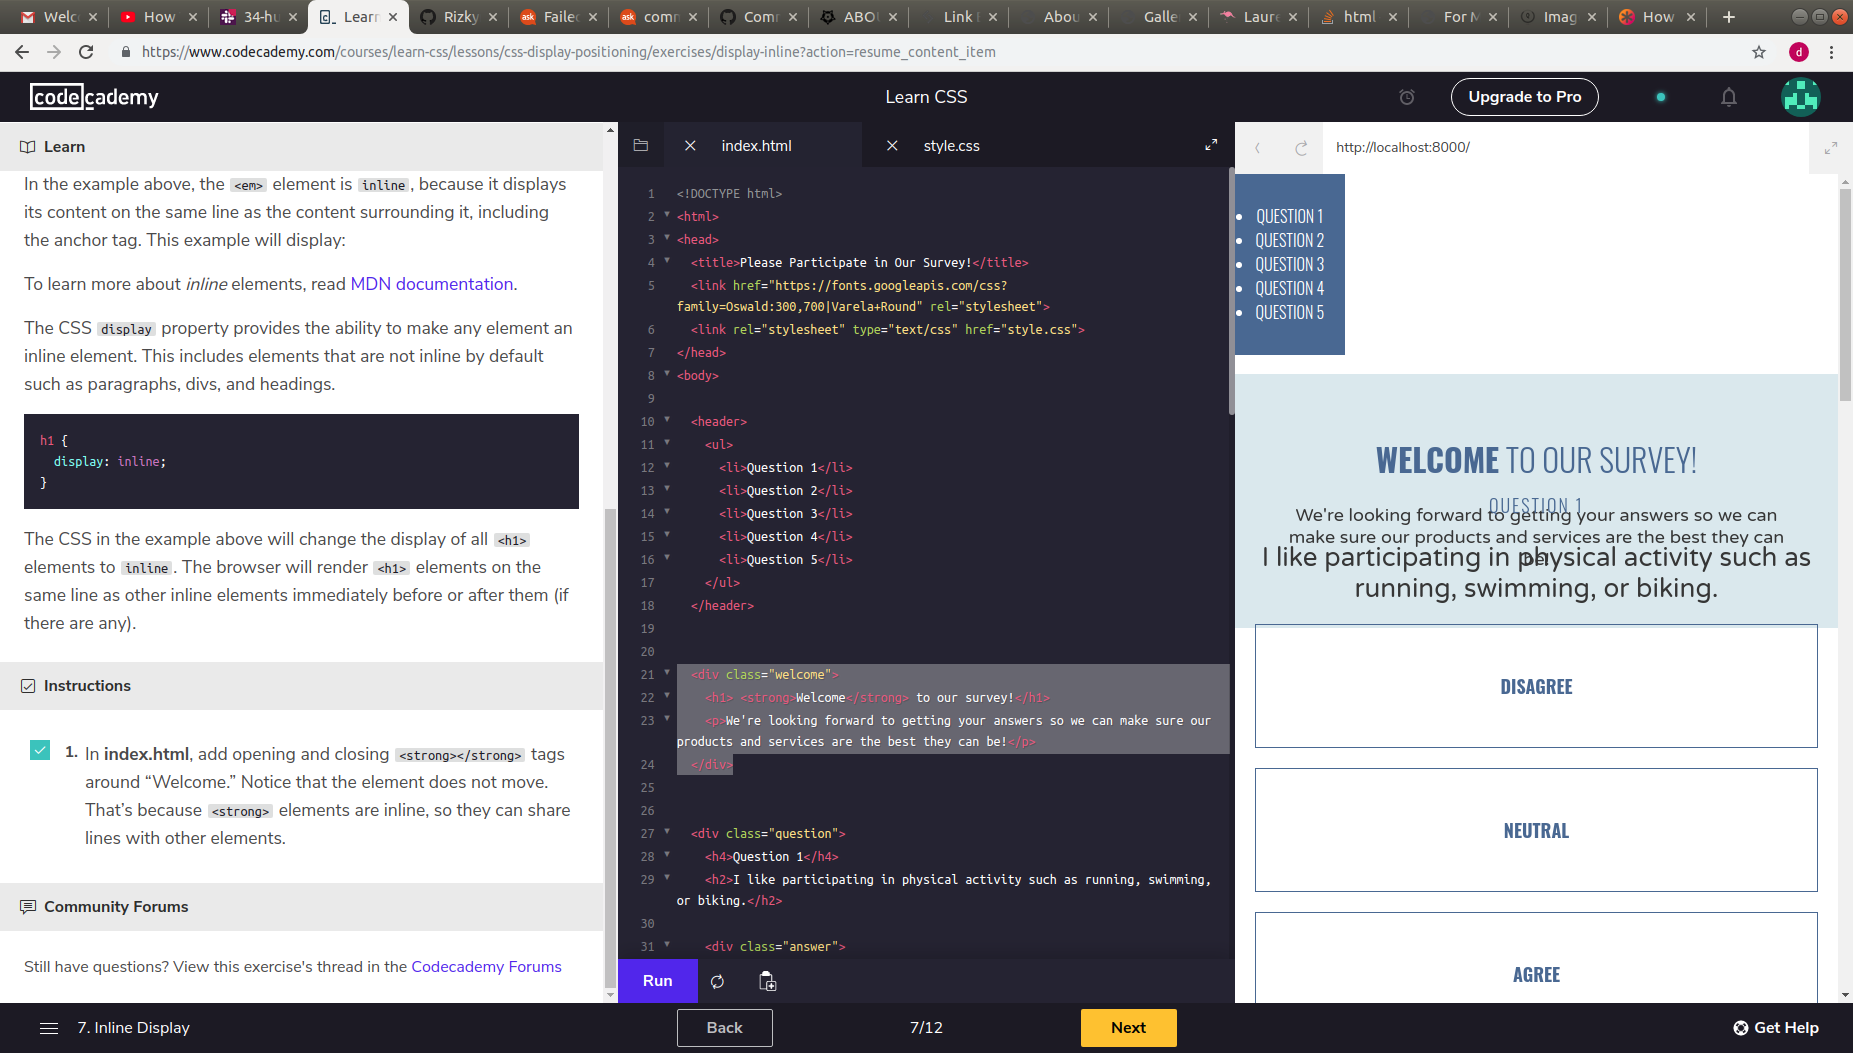 Welc
How
34-hu
Learn
Rizky
Failed
comm
Comm
ABOU
Link E
Abou
Galle
Laure
html
For M
Imag
How
https://www.codecademy.com/courses/learn-css/lessons/css-display-positioning/exercises/display-inline?action=resume_content_item
d
codecademy
Learn CSS
Upgrade to Pro
Learn
In the example above, the <em> element is inline, because it displays
its content on the same line as the content surrounding it, including
the anchor tag. This example will display:
To learn more about inline elements, read MDN documentation.
The CSS display property provides the ability to make any element an
inline element. This includes elements that are not inline by default
such as paragraphs, divs, and headings.
h1 {
display: inline;
}
The CSS in the example above will change the display of all <h1>
elements to inline. The browser will render <h1> elements on the
same line as other inline elements immediately before or after them (if
there are any).
Instructions
1. In index.html, add opening and closing <strong></strong> tags
around “Welcome.” Notice that the element does not move.
That’s because <strong> elements are inline, so they can share
lines with other elements.
Community Forums
Still have questions? View this exercise's thread in the Codecademy Forums
index.html
style.css
1 <!DOCTYPE html>
2 <html>
3 <head>
4 <title>Please Participate in Our Survey!</title>
5 <link href="https://fonts.googleapis.com/css?
family=Oswald:300,700|Varela+Round" rel="stylesheet">
6 <link rel="stylesheet" type="text/css" href="style.css">
7 </head>
8 <body>
9
10 <header>
11 <ul>
12 <li>Question 1</li>
13 <li>Question 2</li>
14 <li>Question 3</li>
15 <li>Question 4</li>
16 <li>Question 5</li>
17 </ul>
18 </header>
19
20
21 <div class="welcome">
22 <h1> <strong>Welcome</strong> to our survey!</h1>
23 <p>We're looking forward to getting your answers so we can make sure our
products and services are the best they can be!</p>
24 </div>
25
26
27 <div class="question">
28 <h4>Question 1</h4>
29 <h2>I like participating in physical activity such as running, swimming,
or biking.</h2>
30
31 <div class="answer">
Run
http://localhost:8000/
QUESTION 1
QUESTION 2
QUESTION 3
QUESTION 4
QUESTION 5
WELCOME TO OUR SURVEY!
QUESTION 1
We're looking forward to getting your answers so we can
make sure our products and services are the best they can
be!
I like participating in physical activity such as
running, swimming, or biking.
DISAGREE
NEUTRAL
AGREE
7. Inline Display
Back
7/12
Next
Get Help